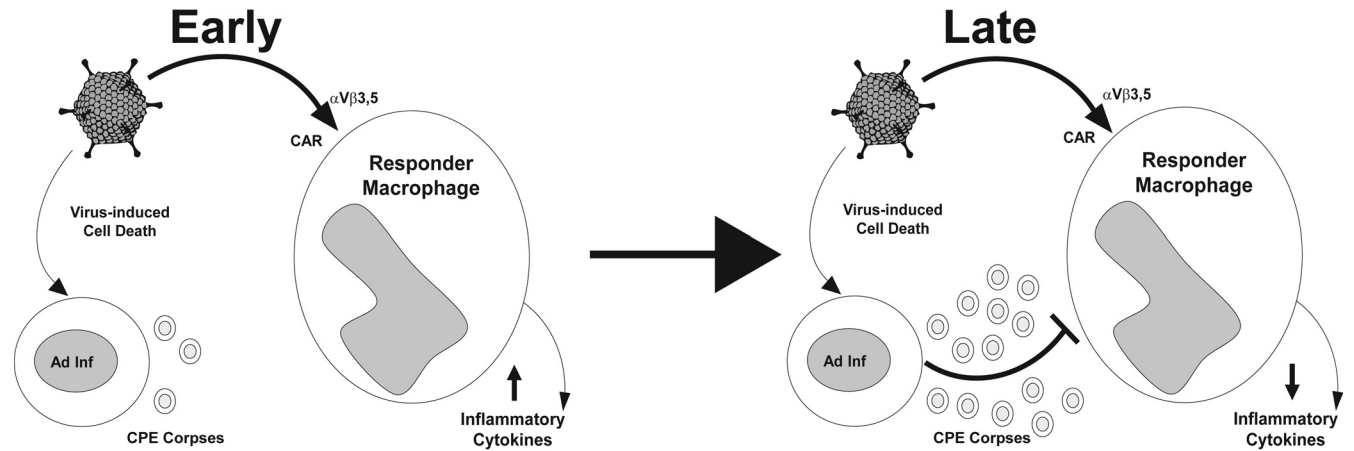 Early
αVβ3,5
CAR
Responder
Macrophage
Virus-induced
Cell Death
Ad Inf
CPE Corpses
Inflammatory
Cytokines
Late
αVβ3,5
CAR
Responder
Macrophage
Virus-induced
Cell Death
Ad Inf
CPE Corpses
Inflammatory
Cytokines